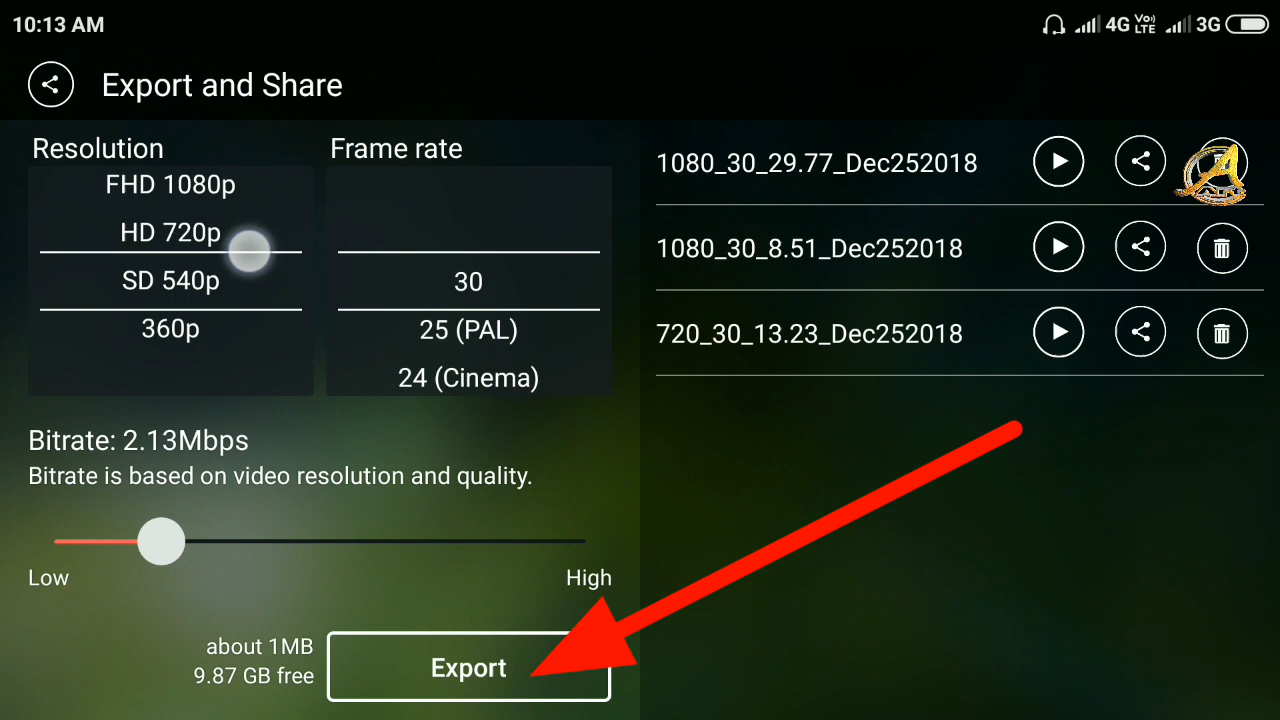 10:13 AM
4G Vo) LTE 3G
Export and Share
Resolution
Frame rate
FHD 1080p
HD 720p
SD 540p
360p
30
25 (PAL)
24 (Cinema)
Bitrate: 2.13Mbps
Bitrate is based on video resolution and quality.
Low
High
about 1MB
9.87 GB free
Export
1080_30_29.77_Dec252018
1080_30_8.51_Dec252018
720_30_13.23_Dec252018